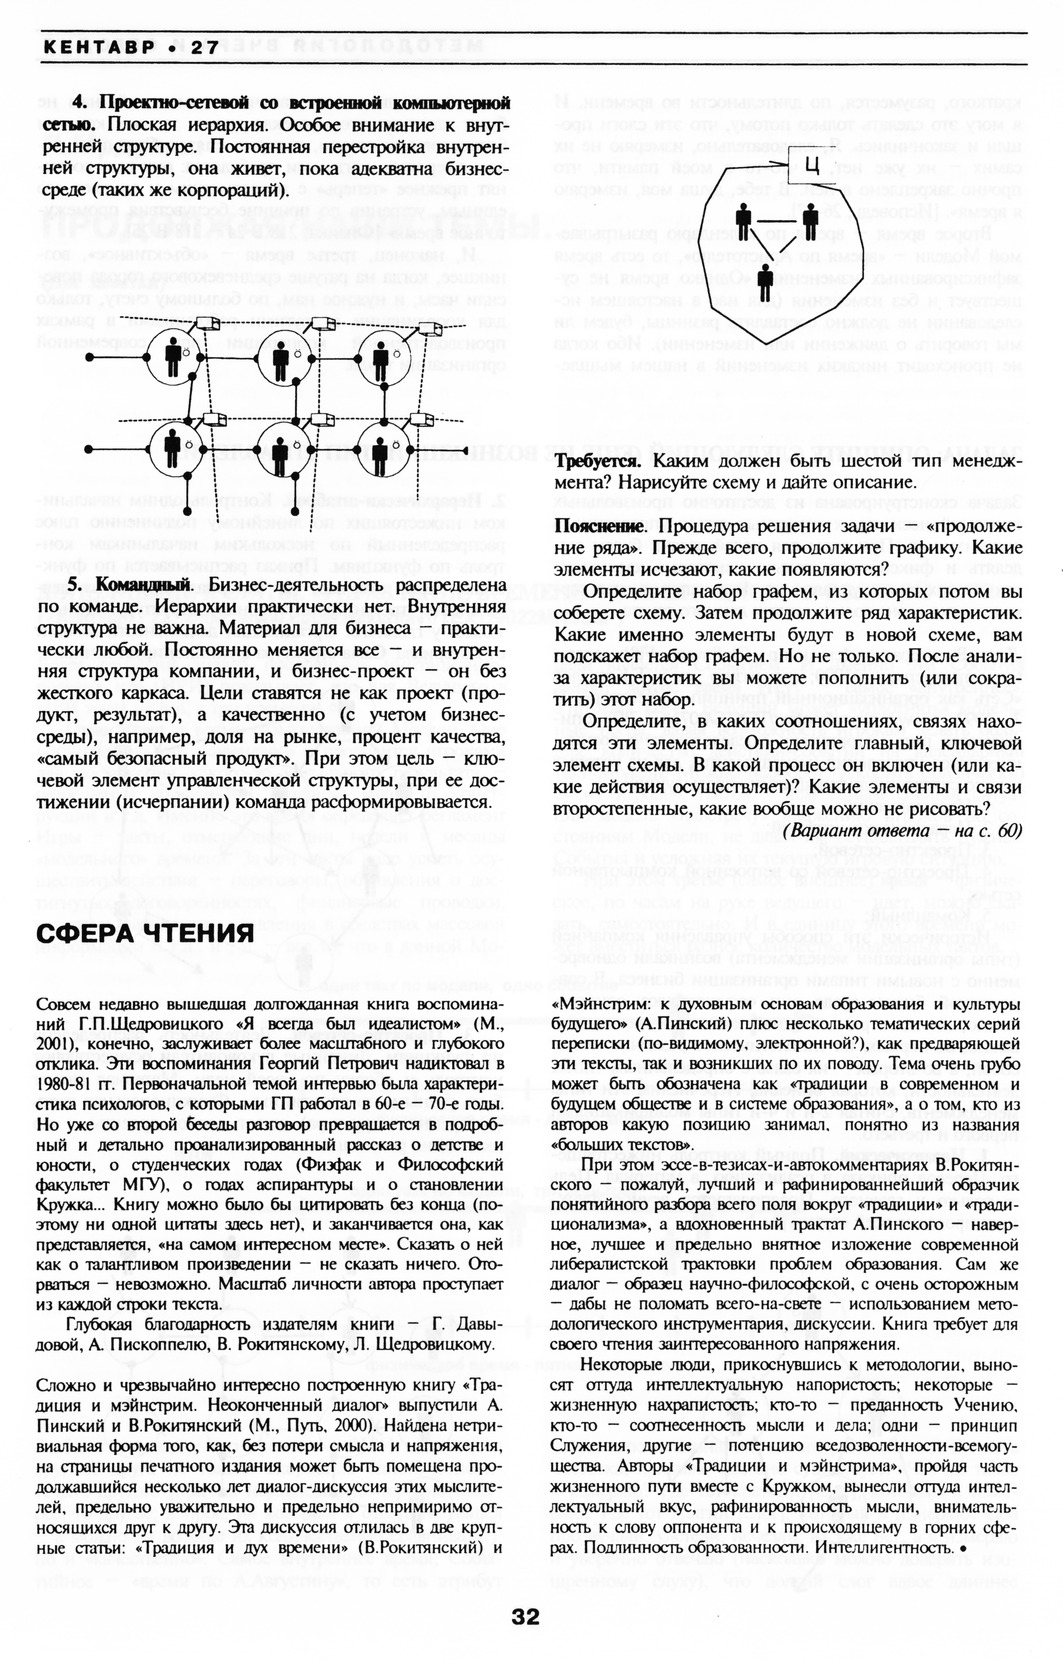 КЕНТАВР • 27
4. Проектно-сетевой со встроенной компьютерной
сетью. Плоская иерархия. Особое внимание к внут-
ренней структуре. Постоянная перестройка внутрен-
ней структуры, она живет, пока адекватна бизнес-
среде (таких же корпораций).
5. Командный. Бизнес-деятельность распределена
по команде. Иерархии практически нет. Внутренняя
структура не важна. Материал для бизнеса — практи-
чески любой. Постоянно меняется все — и внутрен-
няя структура компании, и бизнес-проект — он без
жесткого каркаса. Цели ставятся не как проект (про-
дукт, результат), а качественно (с учетом бизнес-
среды), например, доля на рынке, процент качества,
«самый безопасный продукт». При этом цель — клю-
чевой элемент управленческой структуры, при ее дос-
тижении (исчерпании) команда расформировывается.
Ц
Требуется. Каким должен быть шестой тип менедж-
мента? Нарисуйте схему и дайте описание.
Пояснение. Процедура решения задачи — «продолже-
ние ряда». Прежде всего, продолжите графику. Какие
элементы исчезают, какие появляются?
Определите набор графем, из которых потом вы
соберете схему. Затем продолжите ряд характеристик.
Какие именно элементы будут в новой схеме, вам
подскажет набор графем. Но не только. После анали-
за характеристик вы можете пополнить (или сокра-
тить) этот набор.
Определите, в каких соотношениях, связях нахо-
дятся эти элементы. Определите главный, ключевой
элемент схемы. В какой процесс он включен (или ка-
кие действия осуществляет)? Какие элементы и связи
второстепенные, какие вообще можно не рисовать?
(Вариант ответа — на с. 60)
СФЕРА ЧТЕНИЯ
Совсем недавно вышедшая долгожданная книга воспомина-
ний Г.П.Щедровицкого «Я всегда был идеалистом» (М.,
2001), конечно, заслуживает более масштабного и глубокого
отклика. Эти воспоминания Георгий Петрович надиктовал в
1980-81 гг. Первоначальной темой интервью была характери-
стика психологов, с которыми ГП работал в 60-е — 70-е годы.
Но уже со второй беседы разговор превращается в подроб-
ный и детально проанализированный рассказ о детстве и
юности, о студенческих годах (Физфак и Философский
факультет МГУ), о годах аспирантуры и о становлении
Кружка... Книгу можно было бы цитировать без конца (по-
этому ни одной цитаты здесь нет), и заканчивается она, как
представляется, «на самом интересном месте». Сказать о ней
как о талантливом произведении — не сказать ничего. Ото-
рваться — невозможно. Масштаб личности автора проступает
из каждой строки текста.
Глубокая благодарность издателям книги — Г. Давы-
довой, А. Пископпелю, В. Рокитянскому, Л. Щедровицкому.
Сложно и чрезвычайно интересно построенную книгу «Тра-
диция и мэйнстрим. Неоконченный диалог» выпустили А.
Пинский и В.Рокитянский (М., Путь, 2000). Найдена нетри-
виальная форма того, как, без потери смысла и напряжения,
на страницы печатного издания может быть помещена про-
должавшийся несколько лет диалог-дискуссия этих мыслите-
лей, предельно уважительно и предельно непримиримо от-
носящихся друг к другу. Эта дискуссия отлилась в две круп-
ные статьи: «Традиция и дух времени» (В.Рокитянский) и
«Мэйнстрим: к духовным основам образования и культуры
будущего» (А.Пинский) плюс несколько тематических серий
переписки (по-видимому, электронной?), как предваряющей
эти тексты, так и возникших по их поводу. Тема очень грубо
может быть обозначена как «традиции в современном и
будущем обществе и системе образования», а о том, кто из
авторов какую позицию занимал, понятно из названия
«больших текстов».
При этом эссе-в-тезисах-и-автокомментариях В.Рокитян-
ского — пожалуй, лучший и рафинированнейший образчик
понятийного разбора всего поля вокруг «традиции» и «тради-
ционализма», а вдохновенный трактат А.Пинского — навер-
ное, лучшее и предельно внятное изложение современной
либералистской трактовки проблем образования. Сам же
диалог — образец научно-философской, с очень осторожным
— дабы не поломать всего-на-свете — использованием мето-
дологического инструментария, дискуссии. Книга требует для
своего чтения заинтересованного напряжения.
Некоторые люди, прикоснувшись к методологии, выно-
сят оттуда интеллектуальную напористость; некоторые —
жизненную нахрапистость; кто-то — преданность Учению,
кто-то — соотнесенность мысли и дела; одни — принцип
Служения, другие — потенцию вседозволенности-всемогу-
щества. Авторы «Традиции и мэйнстрима», пройдя часть
жизненного пути вместе с Кружком, вынесли оттуда интел-
лектуальный вкус, рафинированность мысли, вниматель-
ность к слову оппонента и к происходящему в горних сфе-
рах. Подлинность образованности. Интеллигентность. •
32